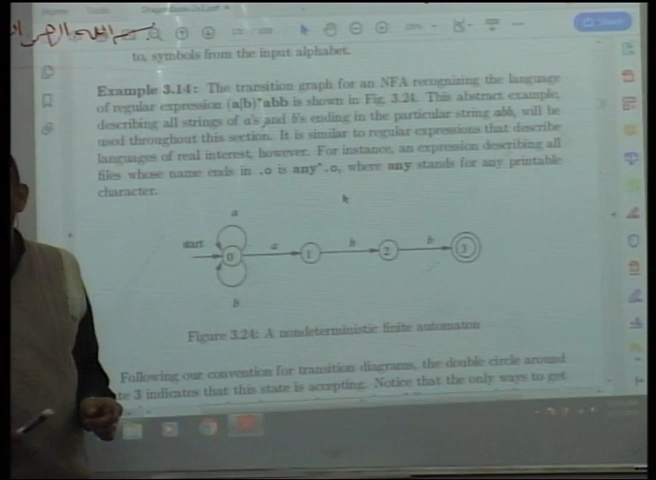 بسم الله الرحمن
to, symbols from the input alphabet.
Example 3.14: The transition graph for an NFA recognizing the language
of regular expression (a|b)*abb is shown in Fig. 3.24. This abstract example,
describing all strings of a's and b's ending in the particular string abb, will be
used throughout this section. It is similar to regular expressions that describe
languages of real interest, however. For instance, an expression describing all
files whose name ends in .o is any*.o, where any stands for any printable
character.
a
start 0 a 1 b 2 b 3
b
Figure 3.24: A nondeterministic finite automaton
Following our convention for transition diagrams, the double circle around
te 3 indicates that this state is accepting. Notice that the only ways to get